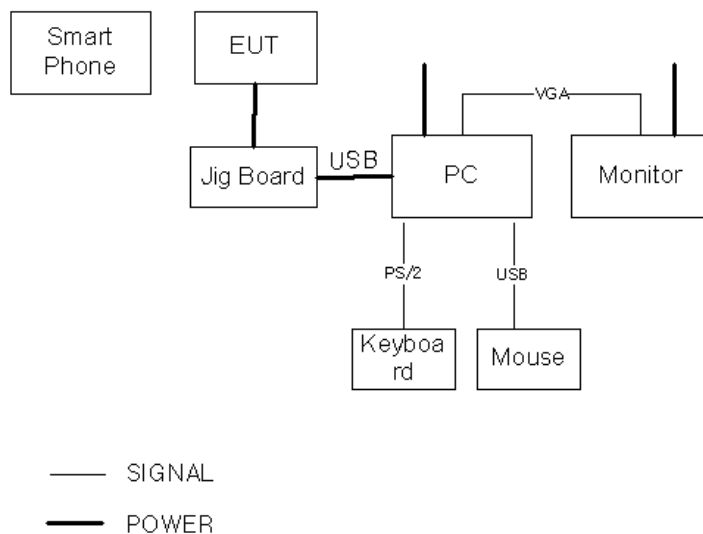 Smart
Phone
EUT
VGA
Jig Board
USB
PC
Monitor
PS/2
USB
Keyboa
rd
Mouse
SIGNAL
POWER